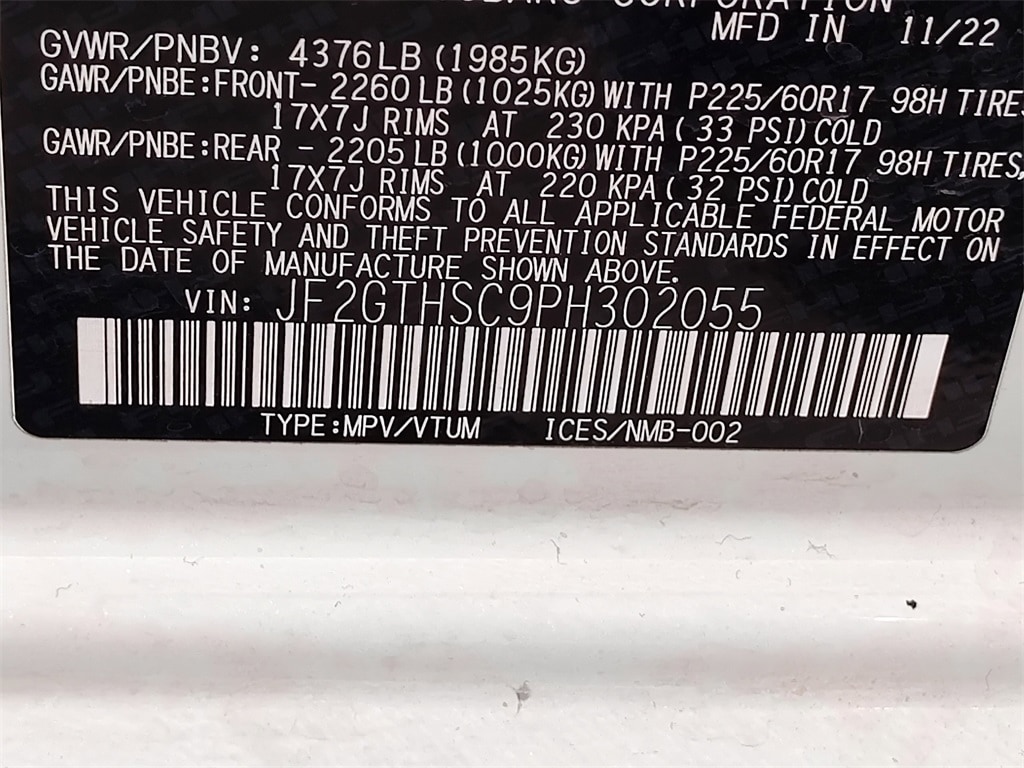 CORPORATION
MFD IN 11/22
GVWR/PNBV: 4376LB (1985KG)
GAWR/PNBE:FRONT- 2260 LB (1025KG) WITH P225/60R17 98H TIRES
17X7J RIMS AT 230 KPA( 33 PSI) COLD
GAWR/PNBE:REAR - 2205 LB (1000KG) WITH P225/60R17 98H TIRES,
17X7J RIMS AT 220 KPA( 32 PSI) COLD
THIS VEHICLE CONFORMS TO ALL APPLICABLE FEDERAL MOTOR
VEHICLE SAFETY AND THEFT PREVENTION STANDARDS IN EFFECT ON
THE DATE OF MANUFACTURE SHOWN ABOVE.
VIN: JF2GTHSC9PH302055
TYPE:MPV/VTUM ICES/NMB-002